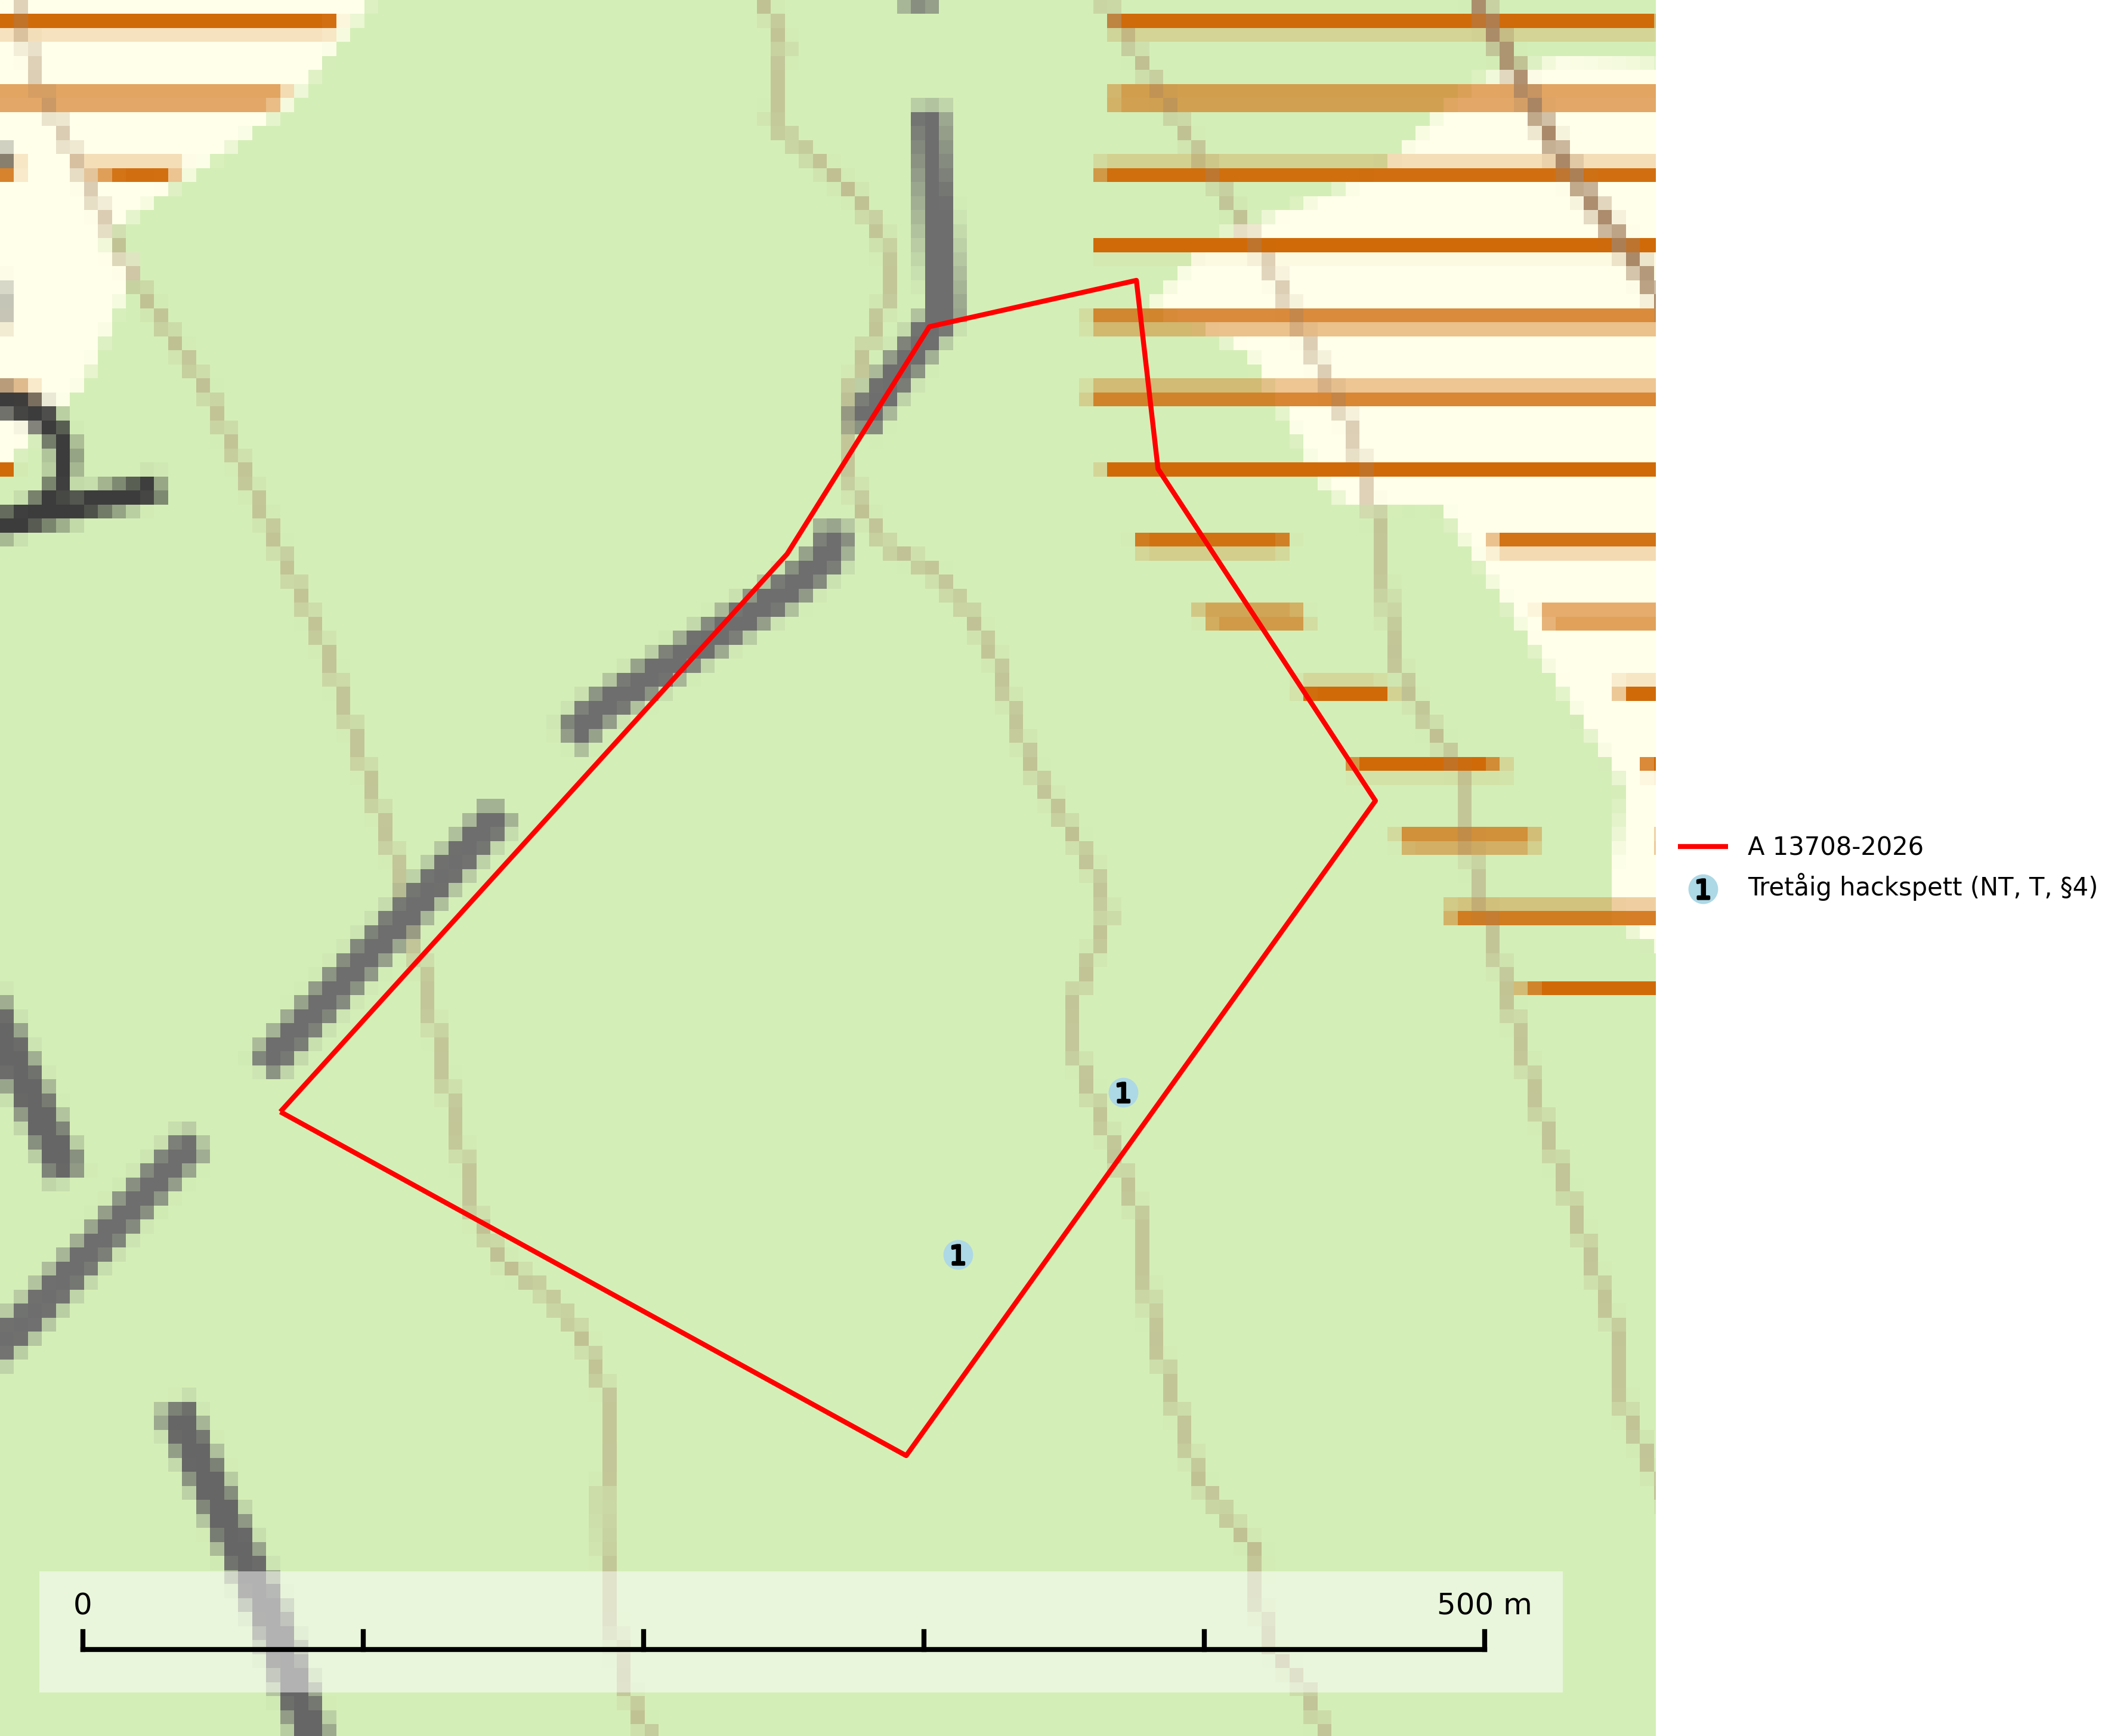 A 13708-2026
1 Tretåig hackspett (NT, T, §4)
1
1
0 500 m